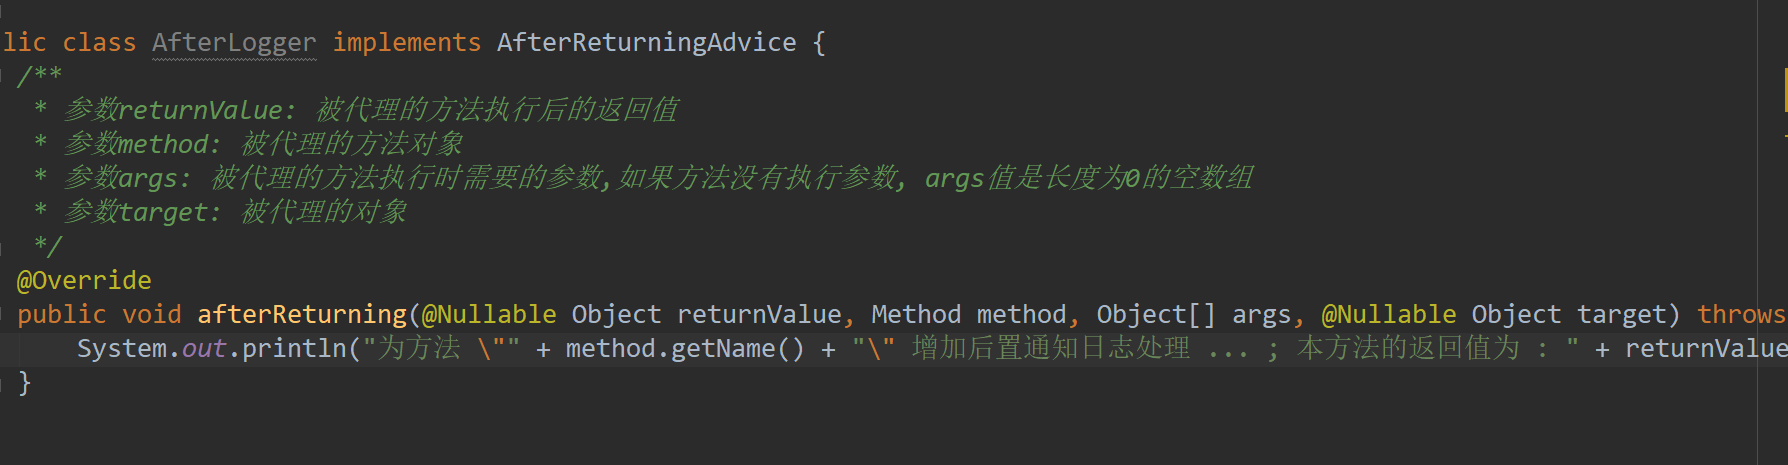 lic class AfterLogger implements AfterReturningAdvice {
/**
* 参数returnValue: 被代理的方法执行后的返回值
* 参数method: 被代理的方法对象
* 参数args: 被代理的方法执行时需要的参数,如果方法没有执行参数, args值是长度为0的空数组
* 参数target: 被代理的对象
*/
@Override
public void afterReturning(@Nullable Object returnValue, Method method, Object[] args, @Nullable Object target) throws
System.out.println("为方法 \"" + method.getName() + "\" 增加后置通知日志处理 ... ; 本方法的返回值为 : " + returnValue
}